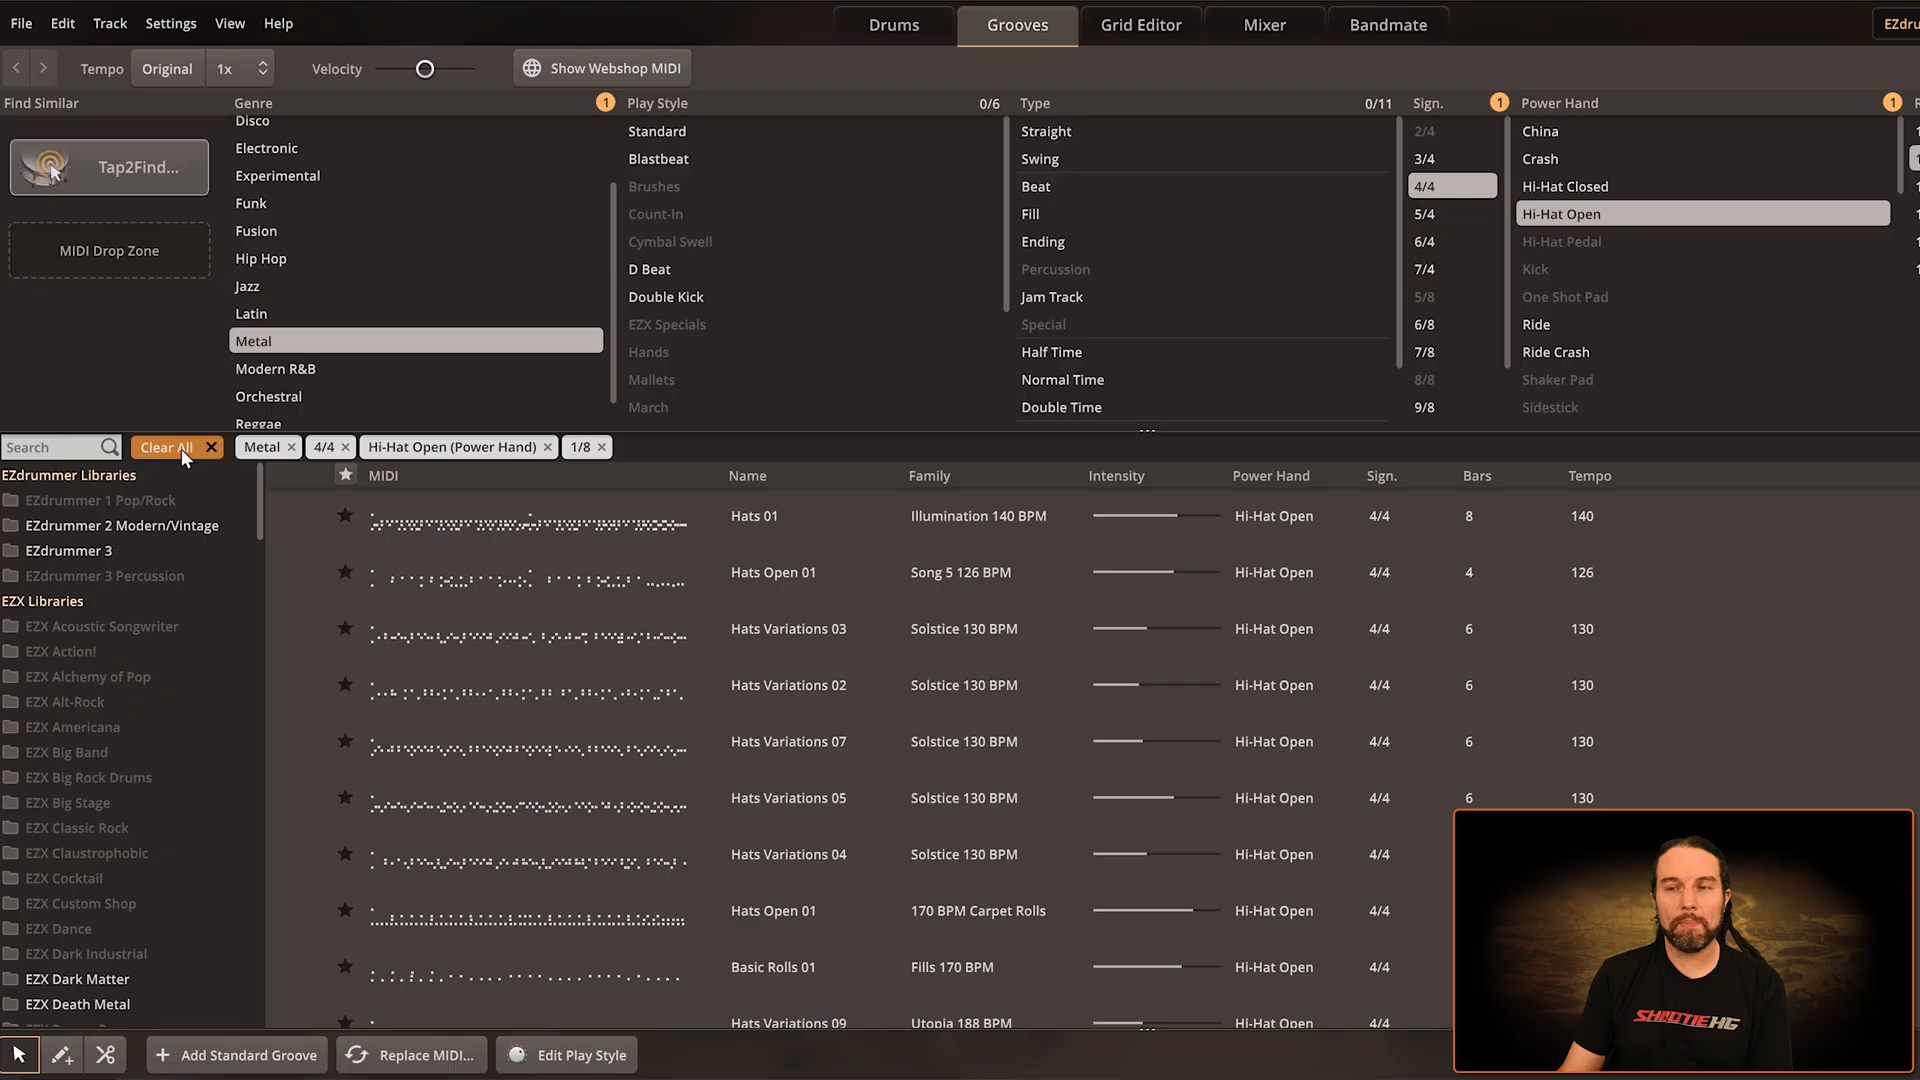 File Edit Track Settings View Help
Drums Grooves Grid Editor Mixer Bandmate
EZdru
Tempo Original 1x Velocity Show Webshop MIDI
Find Similar
Tap2Find...
MIDI Drop Zone
Genre 1
Disco
Electronic
Experimental
Funk
Fusion
Hip Hop
Jazz
Latin
Metal
Modern R&B
Orchestral
Reggae
Play Style 0/6
Standard
Blastbeat
Brushes
Count-In
Cymbal Swell
D Beat
Double Kick
EZX Specials
Hands
Mallets
March
Type 0/11
Straight
Swing
Beat
Fill
Ending
Percussion
Jam Track
Special
Half Time
Normal Time
Double Time
Sign. 1
2/4
3/4
4/4
5/4
6/4
7/4
5/8
6/8
7/8
8/8
9/8
Power Hand 1
China
Crash
Hi-Hat Closed
Hi-Hat Open
Hi-Hat Pedal
Kick
One Shot Pad
Ride
Ride Crash
Shaker Pad
Sidestick
Search Clear All Metal 4/4 Hi-Hat Open (Power Hand) 1/8
EZdrummer Libraries
EZdrummer 1 Pop/Rock
EZdrummer 2 Modern/Vintage
EZdrummer 3
EZdrummer 3 Percussion
EZX Libraries
EZX Acoustic Songwriter
EZX Action!
EZX Alchemy of Pop
EZX Alt-Rock
EZX Americana
EZX Big Band
EZX Big Rock Drums
EZX Big Stage
EZX Classic Rock
EZX Claustrophobic
EZX Cocktail
EZX Custom Shop
EZX Dance
EZX Dark Industrial
EZX Dark Matter
EZX Death Metal
MIDI Name Family Intensity Power Hand Sign. Bars Tempo
Hats 01 Illumination 140 BPM Hi-Hat Open 4/4 8 140
Hats Open 01 Song 5 126 BPM Hi-Hat Open 4/4 4 126
Hats Variations 03 Solstice 130 BPM Hi-Hat Open 4/4 6 130
Hats Variations 02 Solstice 130 BPM Hi-Hat Open 4/4 6 130
Hats Variations 07 Solstice 130 BPM Hi-Hat Open 4/4 6 130
Hats Variations 05 Solstice 130 BPM Hi-Hat Open 4/4 6 130
Hats Variations 04 Solstice 130 BPM Hi-Hat Open 4/4
Hats Open 01 170 BPM Carpet Rolls Hi-Hat Open 4/4
Basic Rolls 01 Fills 170 BPM Hi-Hat Open 4/4
Hats Variations 09 Utopia 188 BPM Hi-Hat Open 4/4
SHOOTIEHG
Add Standard Groove Replace MIDI... Edit Play Style